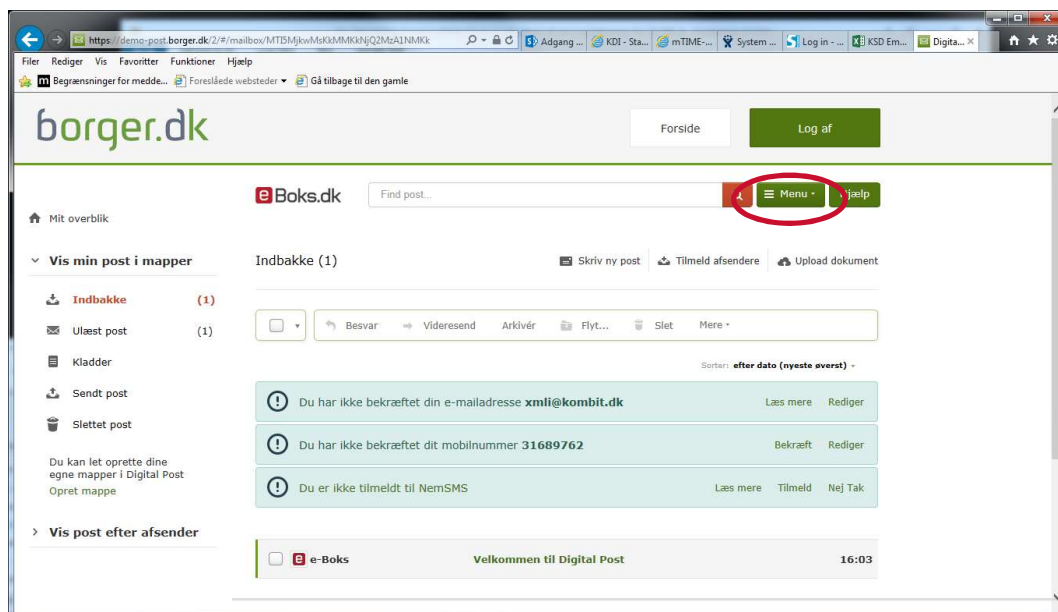 https://demo-post.borger.dk/2/#/mailbox/MTI5MjkwMsKkMMKkNjQ2MzA1NMKk
Adgang ...
KDI - Sta...
mTIME-...
System ...
Log in - ...
KSD Em...
Digita...
Filer Rediger Vis Favoritter Funktioner Hjælp
Begrænsninger for medde... Foreslåede websteder Gå tilbage til den gamle
borger.dk
Forside
Log af
e Boks.dk
Find post...
Menu
Mit overblik
Vis min post i mapper
Indbakke (1)
Ulæst post (1)
Kladder
Sendt post
Slettet post
Du kan let oprette dine
egne mapper i Digital Post
Opret mappe
Vis post efter afsender
Indbakke (1)
Skriv ny post
Tilmeld afsendere
Upload dokument
Besvar Videresend Arkivér Flyt... Slet Mere
Sorter: efter dato (nyeste øverst)
Du har ikke bekræftet din e-mailadresse xmli@kombit.dk Læs mere Rediger
Du har ikke bekræftet dit mobilnummer 31689762 Bekræft Rediger
Du er ikke tilmeldt til NemSMS Læs mere Tilmeld Nej Tak
e e-Boks Velkommen til Digital Post 16:03